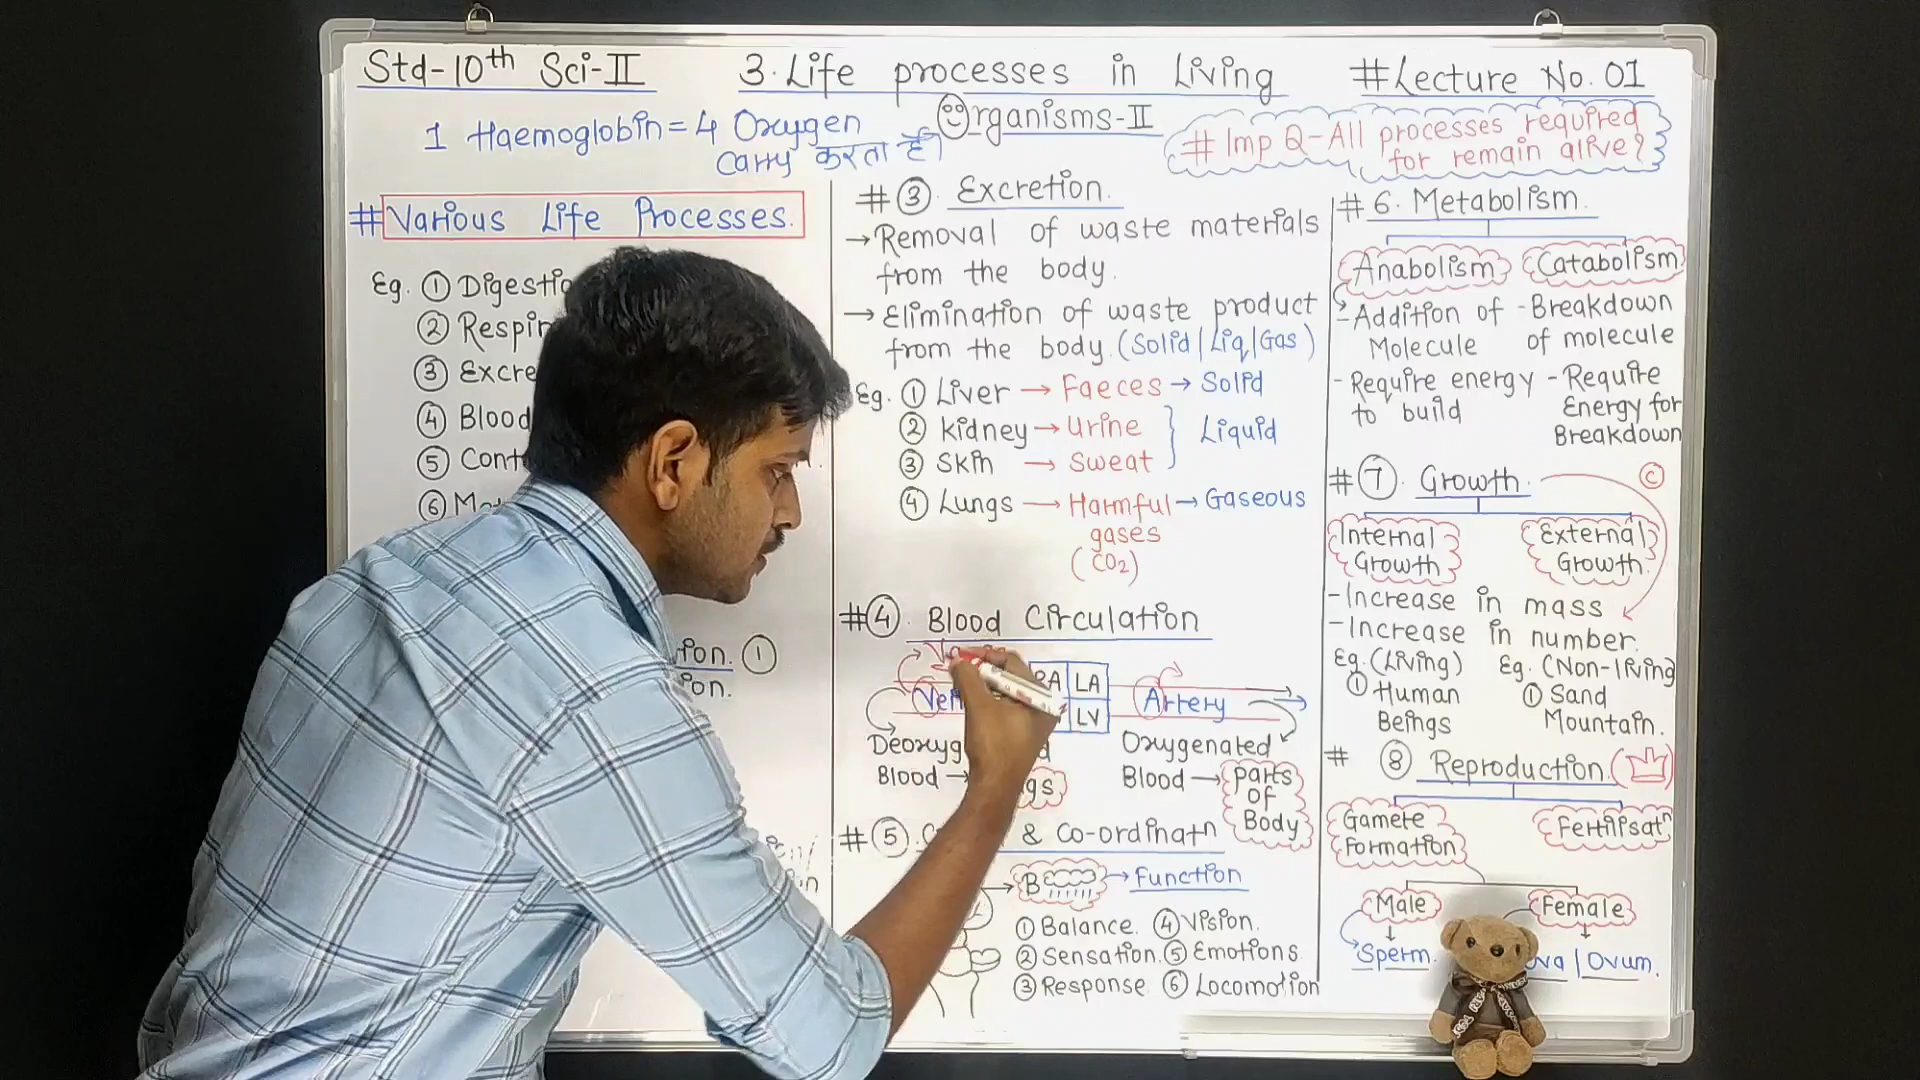 Std-10th Sci-II
3. Life processes in Living
Organisms-II
#Lecture No. 01
1 Haemoglobin = 4 Oxygen
carry करता है।
# Imp Q-All processes required
for remain alive?
# Various Life Processes.
Eg. ① Digestio
② Respir
③ Excre
④ Blood
⑤ Cont
⑥
ion. ①
ion.
# ③ Excretion.
→ Removal of waste materials
from the body.
→ Elimination of waste product
from the body. (Solid/Liq/Gas)
Eg. ① Liver → Faeces → Solid
② Kidney → Urine
③ Skin → Sweat
Liquid
④ Lungs → Harmful → Gaseous
gases
(CO2)
#④. Blood Circulation
RA LA
LV
Artery
Deoxyg
Blood →
gs
Oxygenated
Blood → parts
of
Body
# ⑤. & Co-ordinatn
B → Function
① Balance. ④ Vision.
② Sensation. ⑤ Emotions.
③ Response ⑥ Locomotion
# 6. Metabolism.
Anabolism Catabolism
- Addition of
Molecule
- Require energy
to build
- Breakdown
of molecule
- Require
Energy for
Breakdown
# ⑦. Growth.
©
Internal
Growth
External
Growth.
- Increase in mass
- Increase in number.
Eg. (Living)
① Human
Beings
Eg. (Non-living)
① Sand
Mountain.
# ⑧ Reproduction.
Gamete
Formation
Fertilisatn
Male Female
Sperm. va / Ovum.